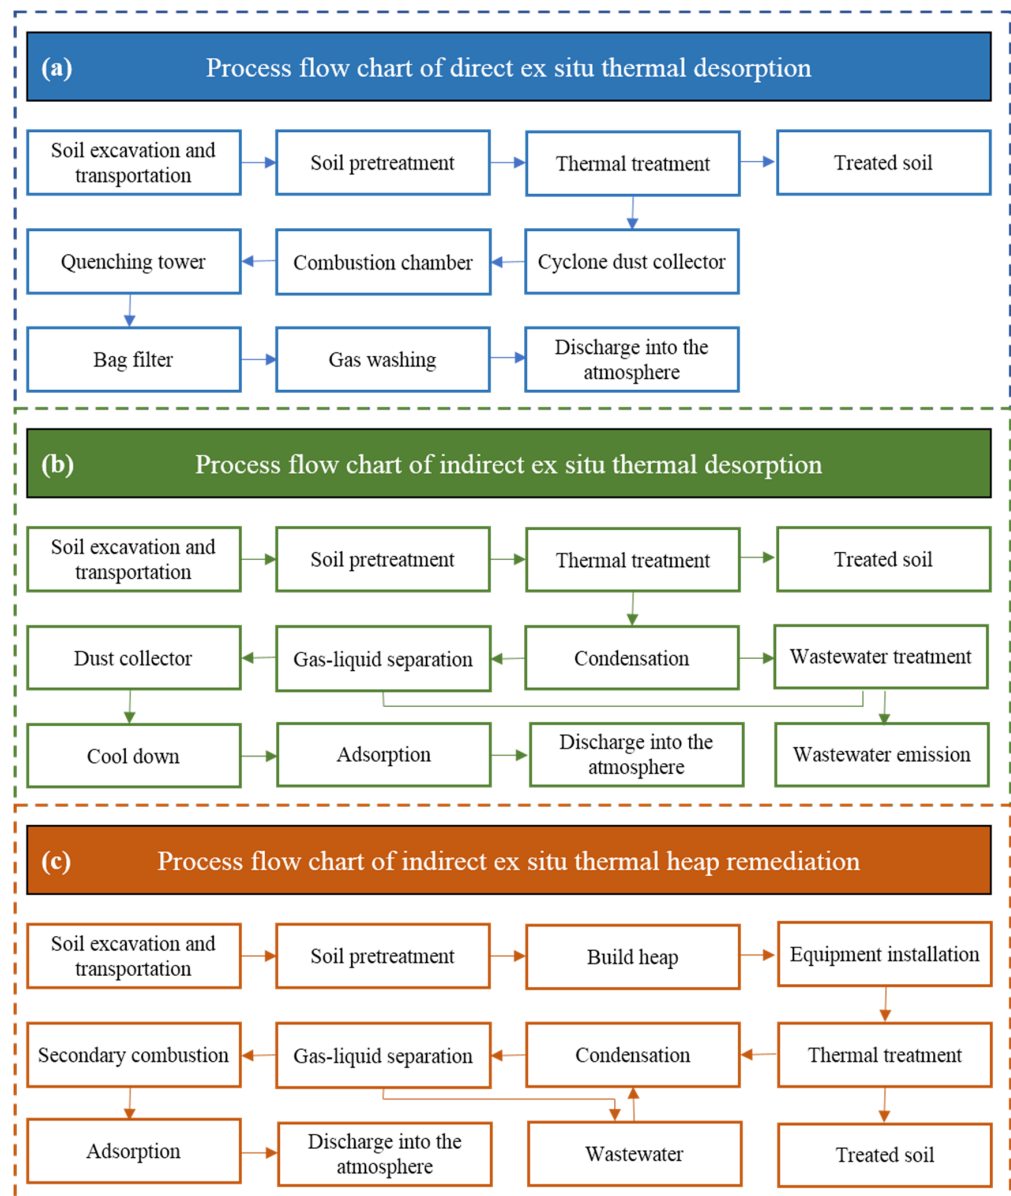 (a) Process flow chart of direct ex situ thermal desorption
Soil excavation and
transportation
Soil pretreatment
Thermal treatment
Treated soil
Quenching tower
Combustion chamber
Cyclone dust collector
Bag filter
Gas washing
Discharge into the
atmosphere
(b) Process flow chart of indirect ex situ thermal desorption
Soil excavation and
transportation
Soil pretreatment
Thermal treatment
Treated soil
Dust collector
Gas-liquid separation
Condensation
Wastewater treatment
Cool down
Adsorption
Discharge into the
atmosphere
Wastewater emission
(c) Process flow chart of indirect ex situ thermal heap remediation
Soil excavation and
transportation
Soil pretreatment
Build heap
Equipment installation
Secondary combustion
Gas-liquid separation
Condensation
Thermal treatment
Adsorption
Discharge into the
atmosphere
Wastewater
Treated soil